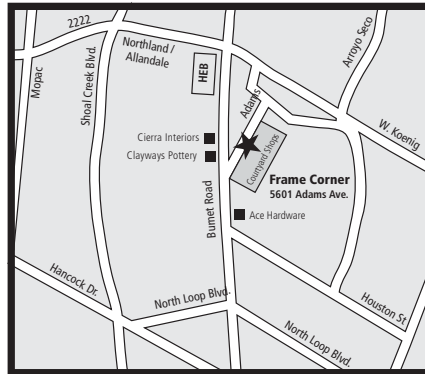 2222
Northland /
Allandale
Mopac
Shoal Creek Blvd.
HEB
Adams
Arroyo Seco
W. Koenig
Cierra Interiors
Clayways Pottery
Courtyard Shops
Frame Corner
5601 Adams Ave.
Burnet Road
Ace Hardware
Hancock Dr.
North Loop Blvd.
Houston St
North Loop Blvd.